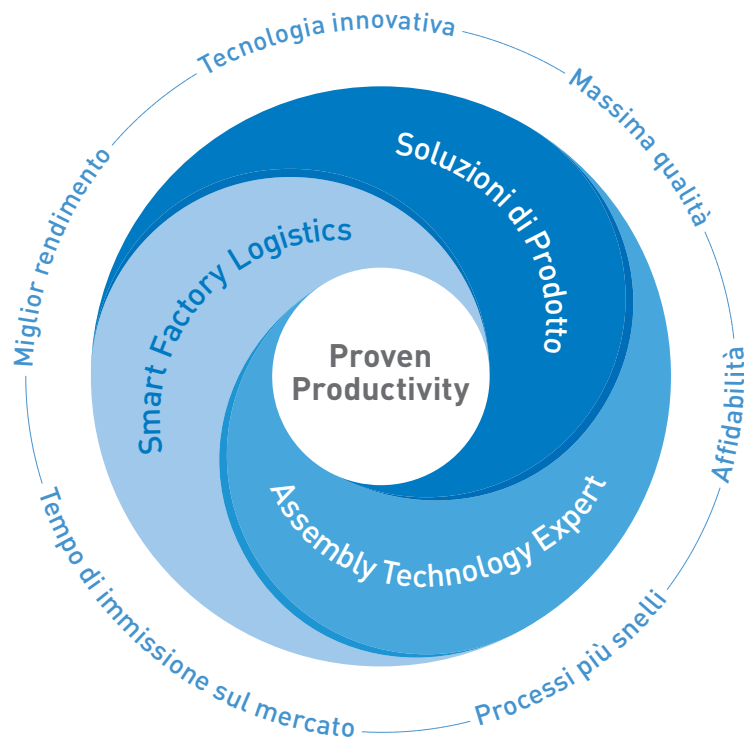 Tecnologia innovativa
Massima qualità
Affidabilità
Processi più snelli
Tempo di immissione sul mercato
Miglior rendimento
Soluzioni di Prodotto
Assembly Technology Expert
Smart Factory Logistics
Proven
Productivity